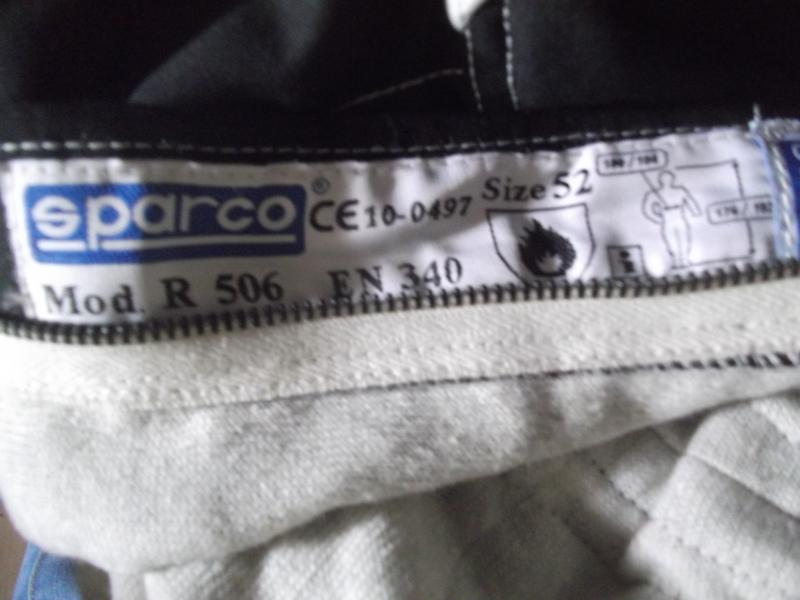 sparco®
CE 10-0497
Size 52
Mod. R 506 EN 340